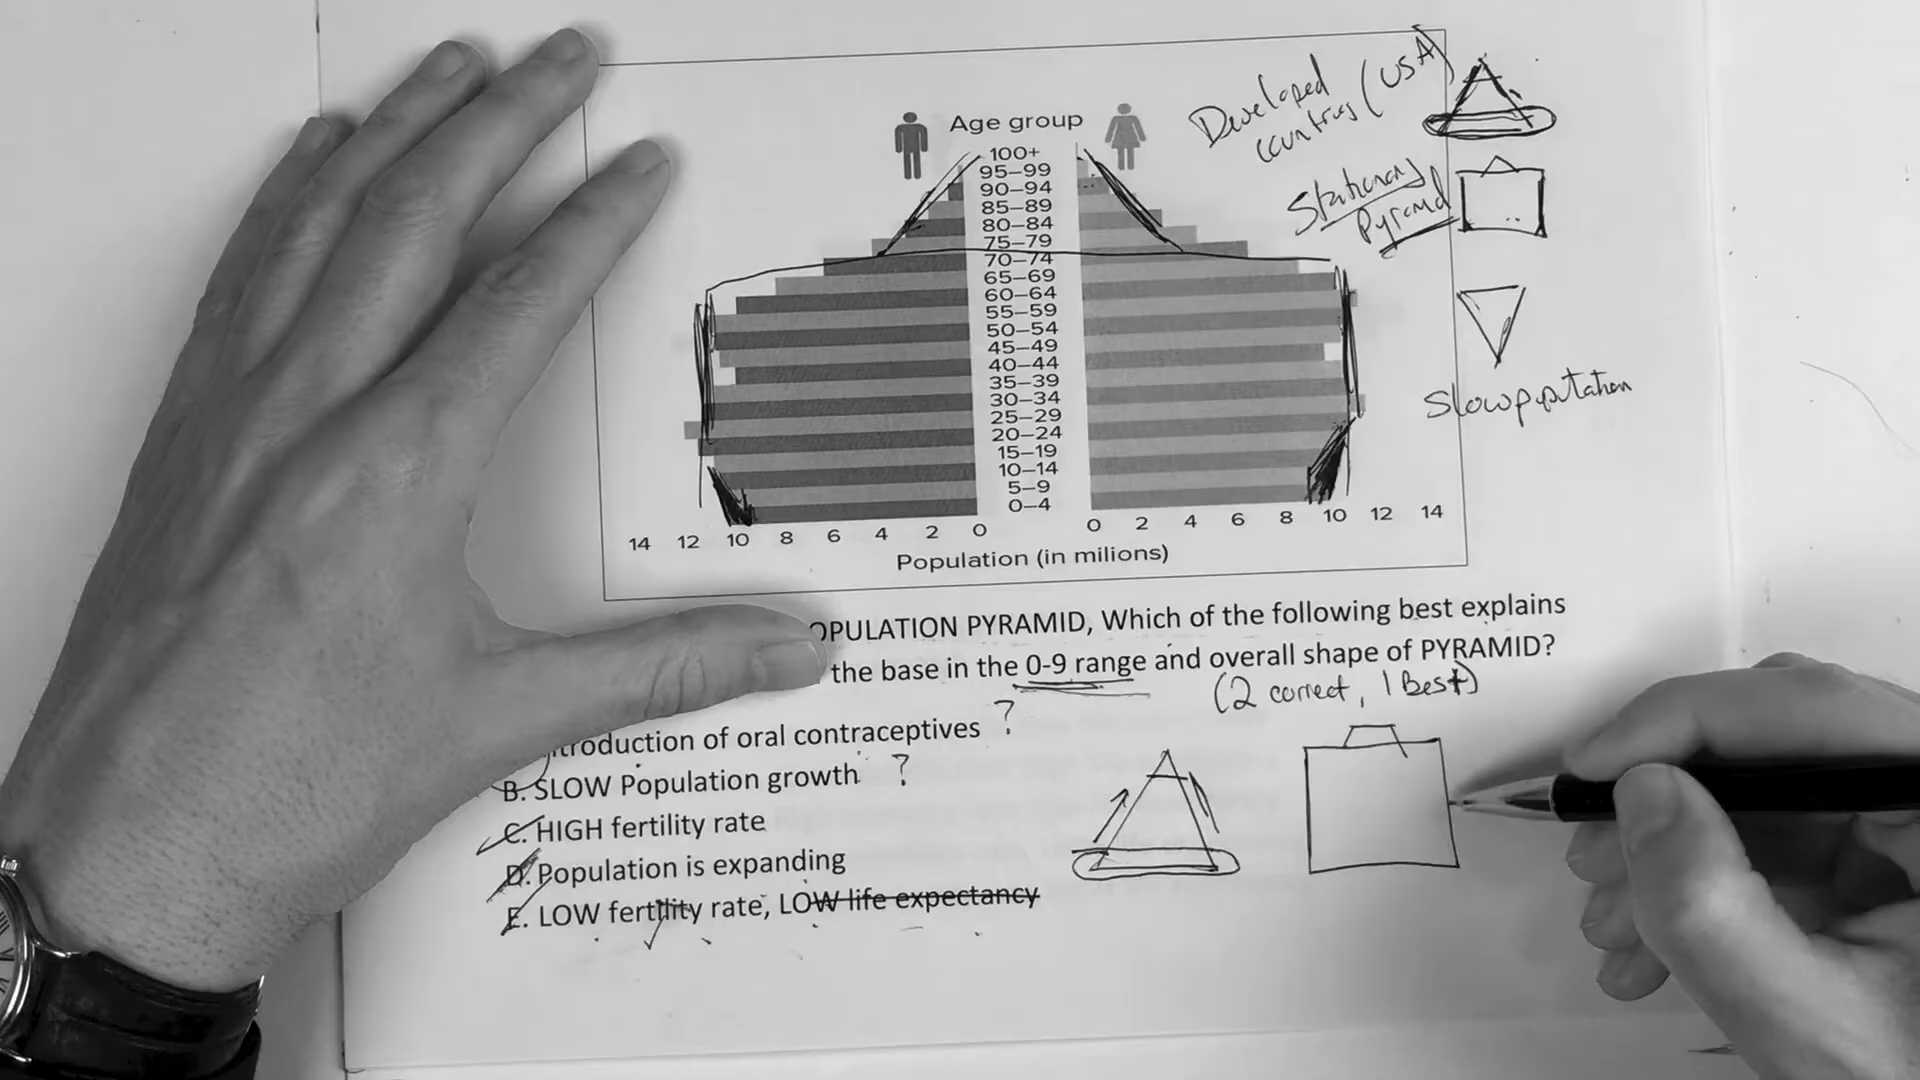 Developed
countries (USA)
Stationary
Pyramid
Slow population
Age group
100+
95–99
90–94
85–89
80–84
75–79
70–74
65–69
60–64
55–59
50–54
45–49
40–44
35–39
30–34
25–29
20–24
15–19
10–14
5–9
0–4
14 12 10 8 6 4 2 0 0 2 4 6 8 10 12 14
Population (in milions)
OPULATION PYRAMID, Which of the following best explains
the base in the 0-9 range and overall shape of PYRAMID?
(2 correct, 1 Best)
troduction of oral contraceptives ?
B. SLOW Population growth ?
C. HIGH fertility rate
D. Population is expanding
E. LOW fertility rate, LOW life expectancy